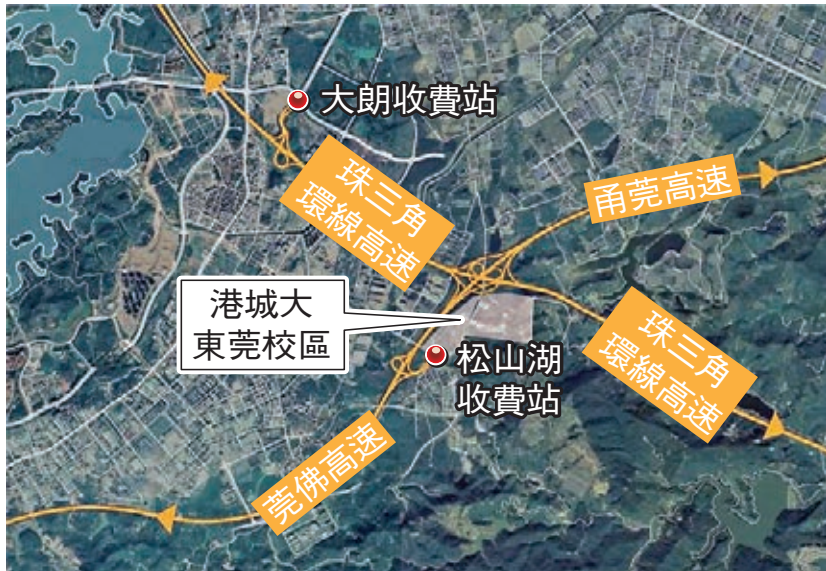 大朗收費站
珠三角
環線高速
甬莞高速
港城大
東莞校區
珠三角
環線高速
松山湖
收費站
莞佛高速